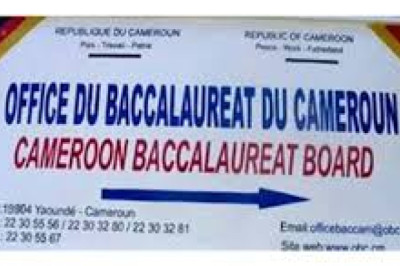 REPUBLIQUE DU CAMEROUN
Paix - Travail - Patrie
REPUBLIC OF CAMEROON
Peace - Work - Fatherland
OFFICE DU BACCALAUREAT DU CAMEROUN
CAMEROON BACCALAUREAT BOARD
:19904 Yaoundé - Cameroun
: 22 30 55 56 / 22 30 32 80 / 22 30 32 81
: 22 30 55 67
Email:officebaccam@obc
Site web:www.obc.cm